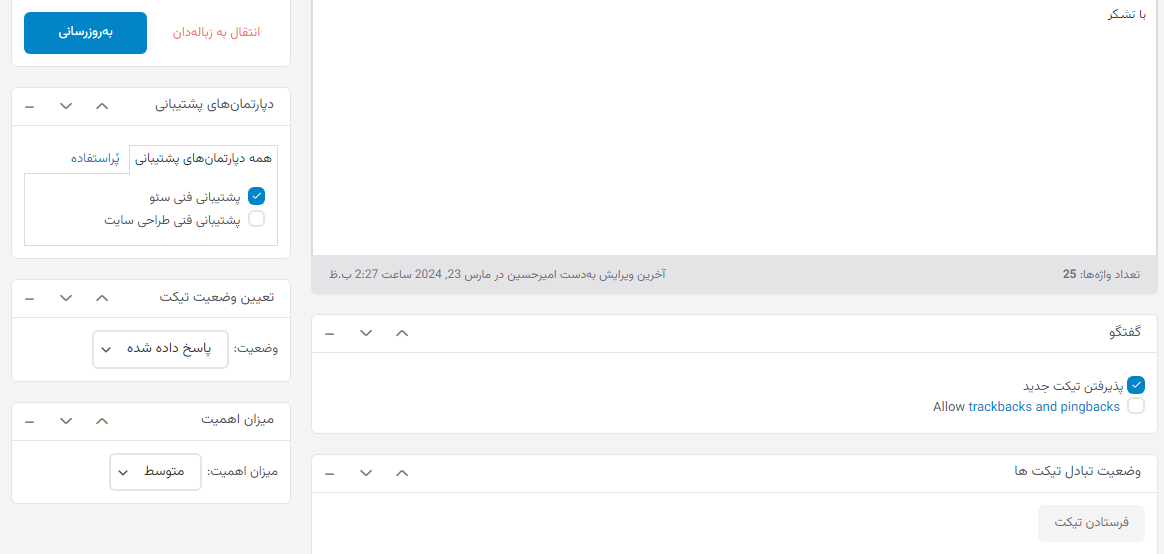 با تشکر
تعداد واژه‌ها: 25
آخرین ویرایش به‌دست امیرحسین در مارس 23, 2024 ساعت 2:27 ب.ظ
گفتگو
پذیرفتن تیکت جدید
Allow trackbacks and pingbacks
وضعیت تبادل تیکت ها
فرستادن تیکت
انتقال به زباله‌دان
به‌روزرسانی
دپارتمان‌های پشتیبانی
همه دپارتمان‌های پشتیبانی
پُراستفاده
پشتیبانی فنی سئو
پشتیبانی فنی طراحی سایت
تعیین وضعیت تیکت
وضعیت: پاسخ داده شده
میزان اهمیت
میزان اهمیت: متوسط